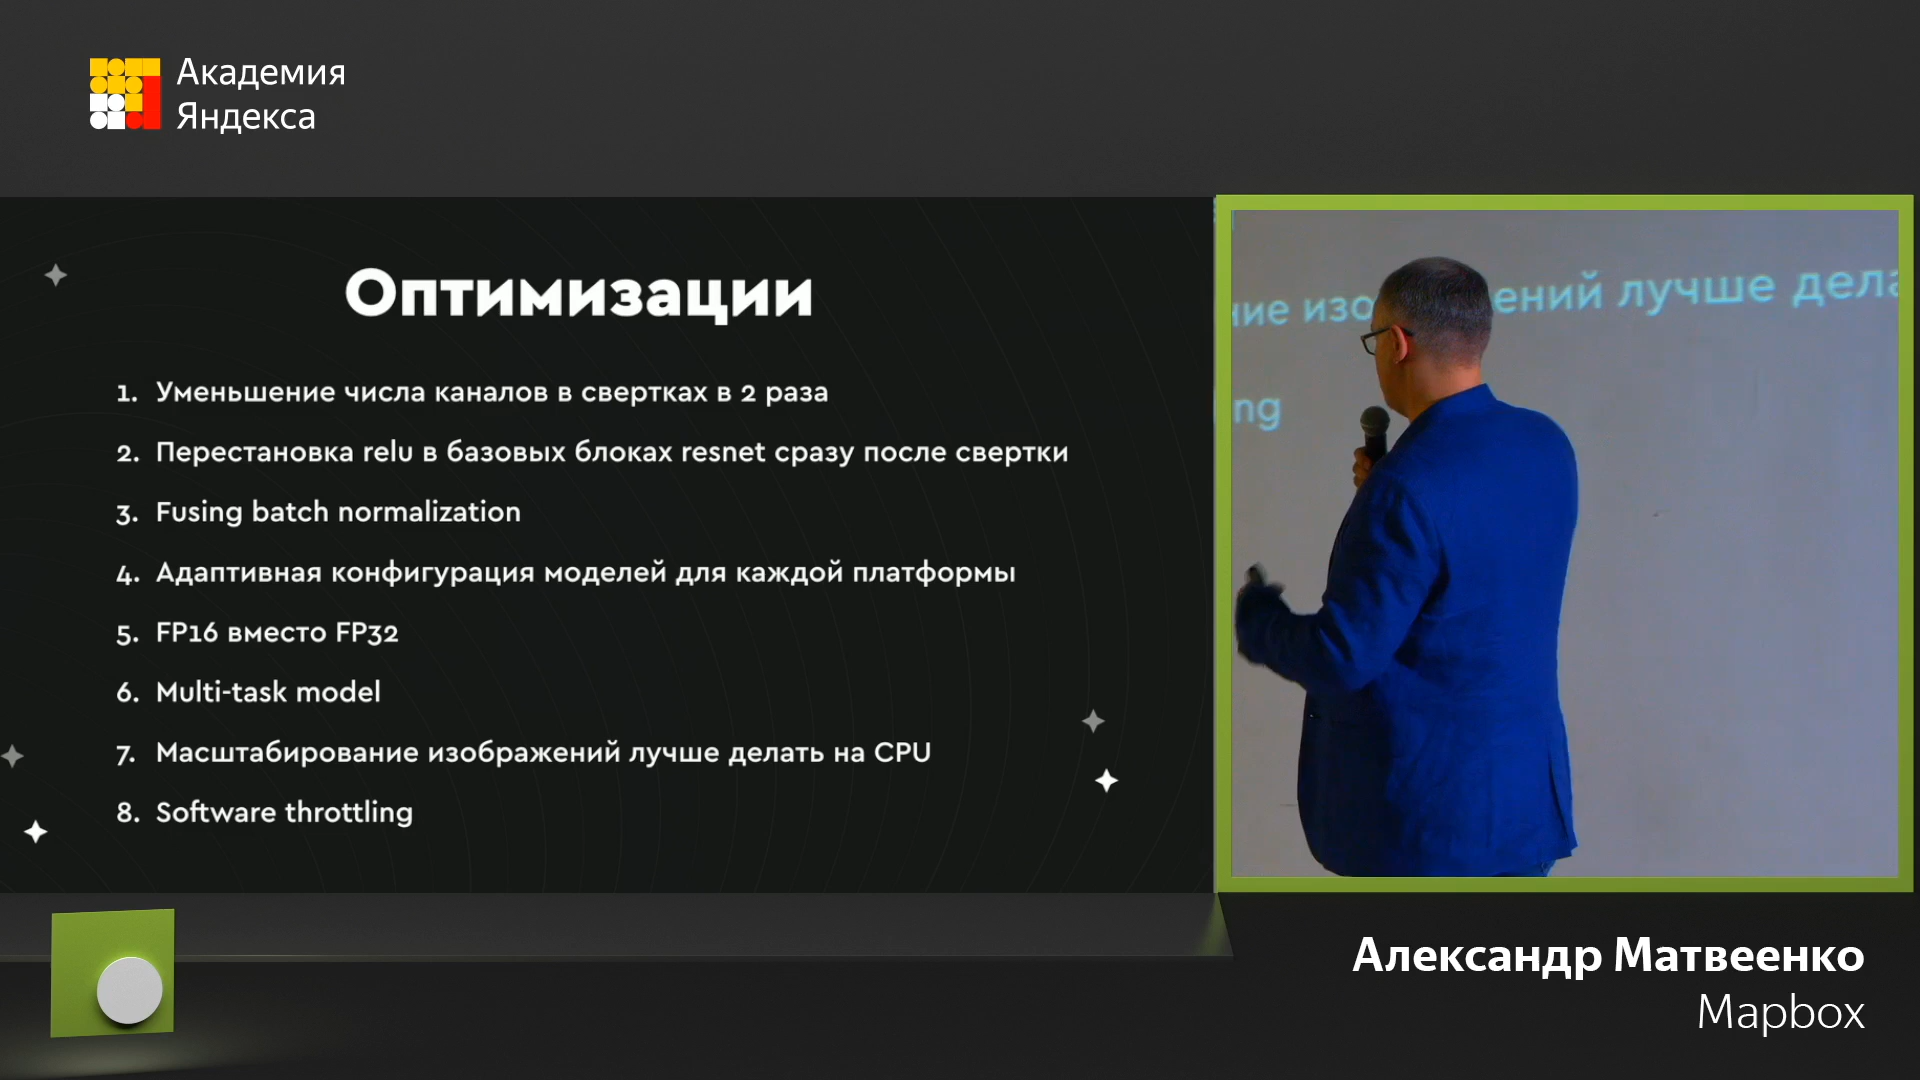 Академия
Яндекса
Оптимизации
1. Уменьшение числа каналов в свертках в 2 раза
2. Перестановка relu в базовых блоках resnet сразу после свертки
3. Fusing batch normalization
4. Адаптивная конфигурация моделей для каждой платформы
5. FP16 вместо FP32
6. Multi-task model
7. Масштабирование изображений лучше делать на CPU
8. Software throttling
ние изо ений лучше дела
ng
Александр Матвеенко
Mapbox